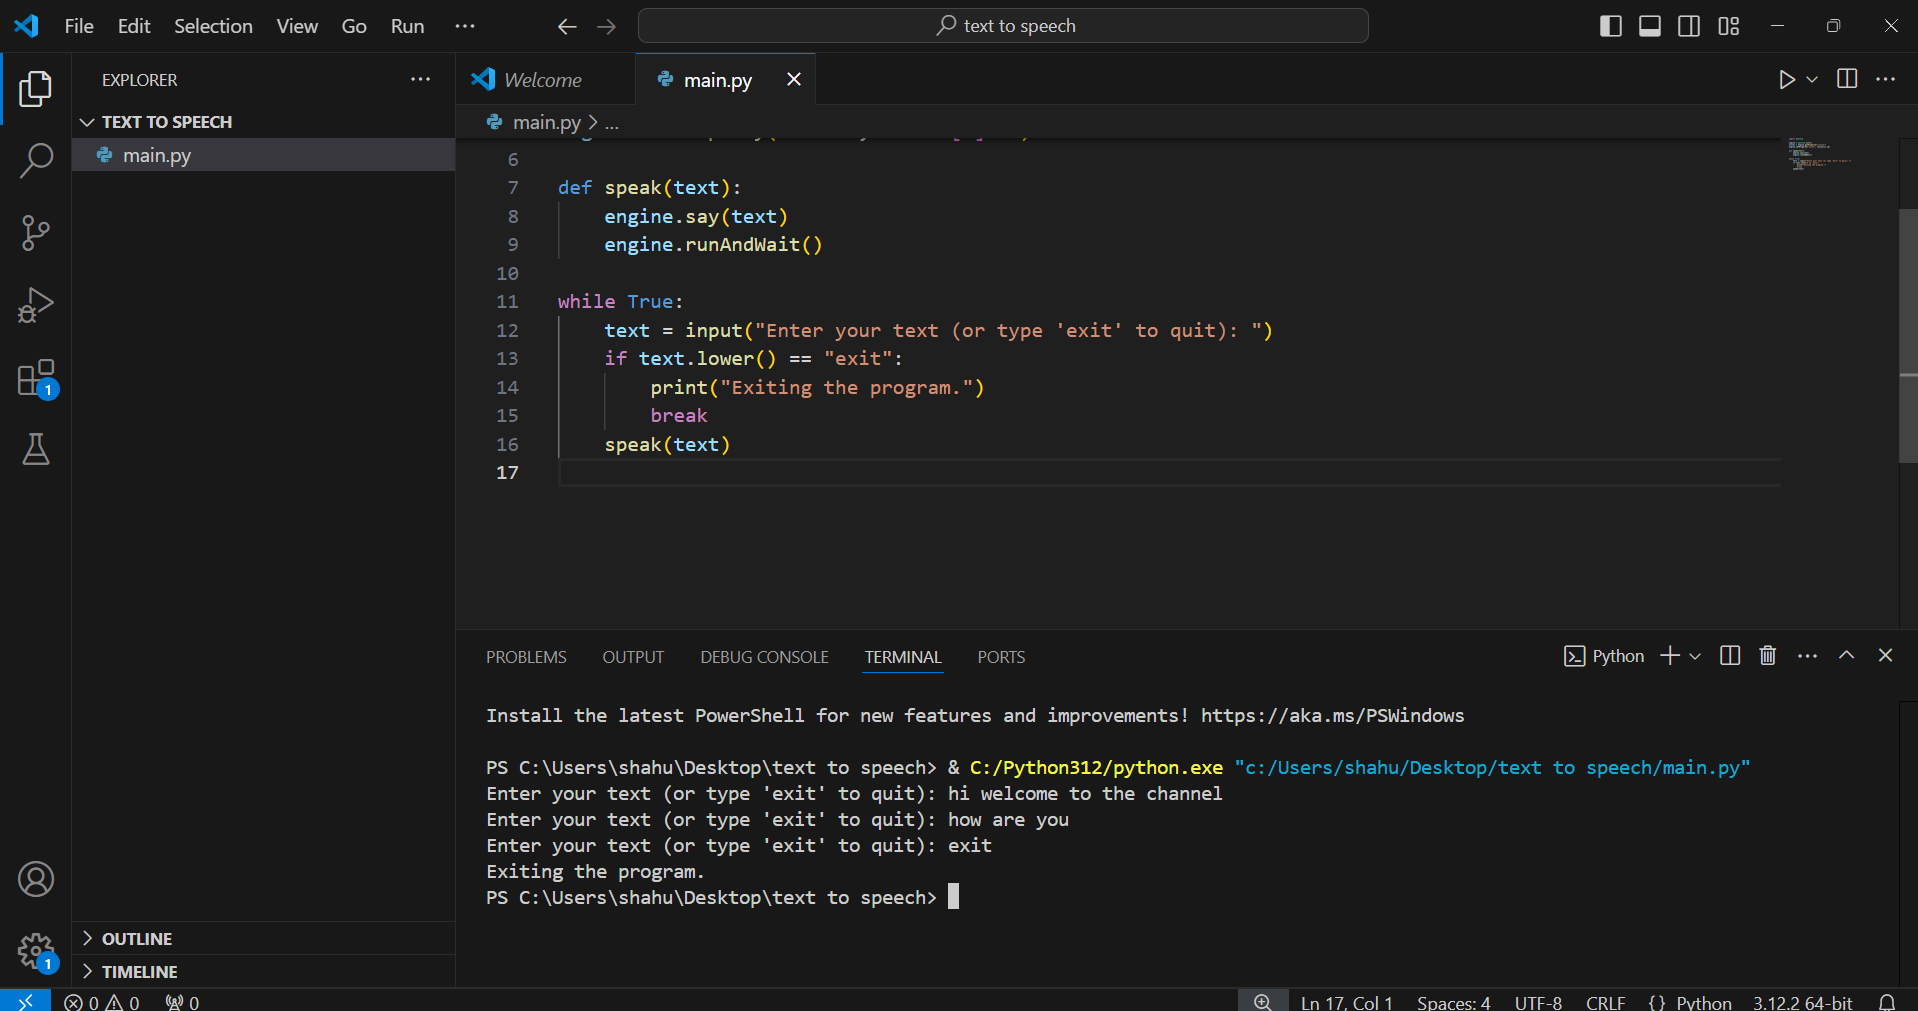 File Edit Selection View Go Run ··· text to speech
EXPLORER ···
Welcome
main.py
TEXT TO SPEECH
main.py > ...
main.py
6
7 def speak(text):
8     engine.say(text)
9     engine.runAndWait()
10
11 while True:
12     text = input("Enter your text (or type 'exit' to quit): ")
13     if text.lower() == "exit":
14         print("Exiting the program.")
15         break
16     speak(text)
17
PROBLEMS OUTPUT DEBUG CONSOLE TERMINAL PORTS Python
Install the latest PowerShell for new features and improvements! https://aka.ms/PSWindows
PS C:\Users\shahu\Desktop\text to speech> & C:/Python312/python.exe "c:/Users/shahu/Desktop/text to speech/main.py"
Enter your text (or type 'exit' to quit): hi welcome to the channel
Enter your text (or type 'exit' to quit): how are you
Enter your text (or type 'exit' to quit): exit
Exiting the program.
PS C:\Users\shahu\Desktop\text to speech>
1
OUTLINE
1
TIMELINE
0 0 0 Ln 17, Col 1 Spaces: 4 UTF-8 CRLF {} Python 3.12.2 64-bit